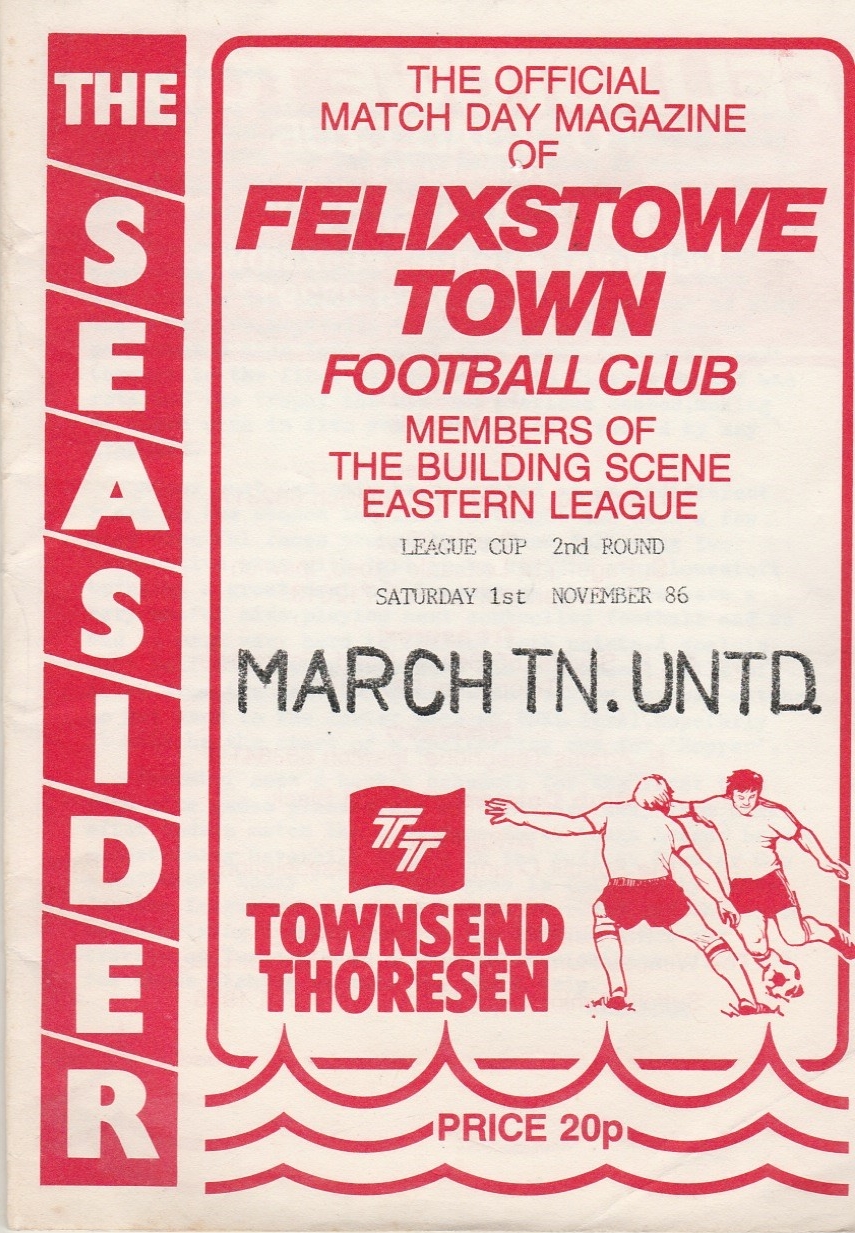 THE SEASIDER
THE OFFICIAL
MATCH DAY MAGAZINE
OF
FELIXSTOWE
TOWN
FOOTBALL CLUB
MEMBERS OF
THE BUILDING SCENE
EASTERN LEAGUE
LEAGUE CUP 2nd ROUND
SATURDAY 1st NOVEMBER 86
MARCH TN. UNTD.
TT
TOWNSEND
THORESEN
PRICE 20p